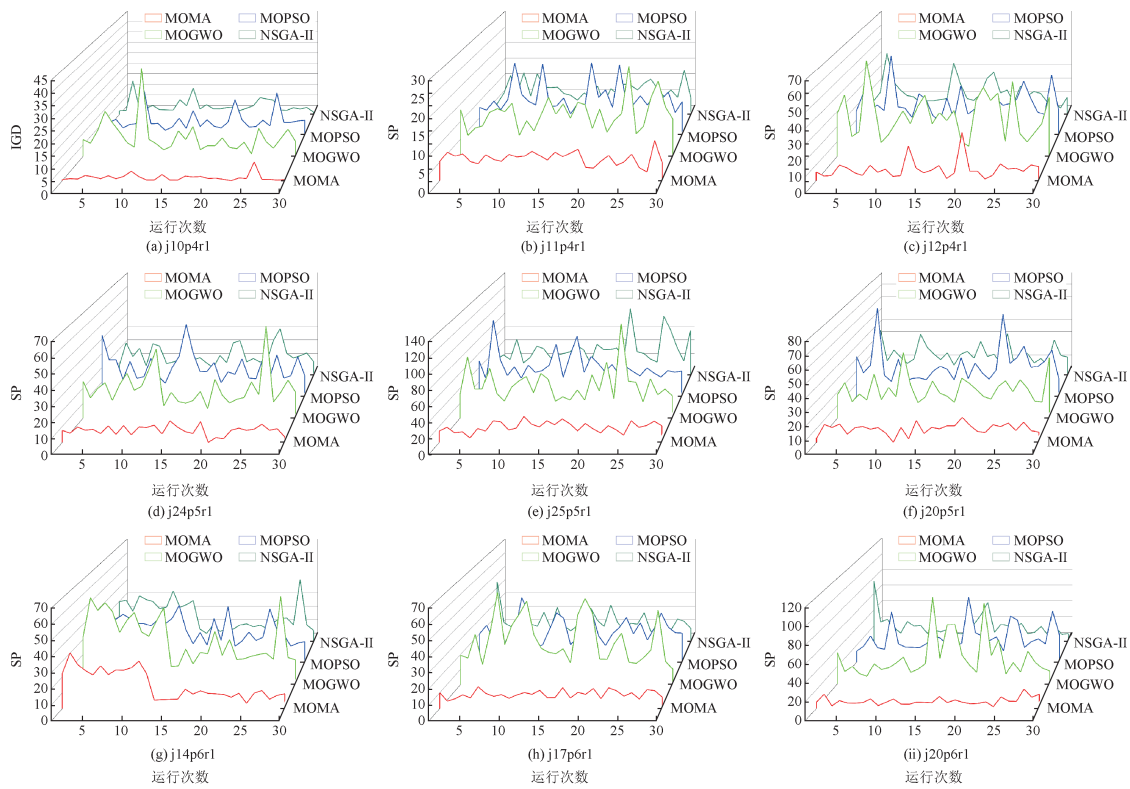 MOMA MOPSO
MOGWO NSGA-II
45
40
35
30
25
20
15
10
5
0
IGD
NSGA-II
MOPSO
MOGWO
MOMA
5 10 15 20 25 30
运行次数
(a) j10p4r1
MOMA MOPSO
MOGWO NSGA-II
30
25
20
15
10
5
0
SP
NSGA-II
MOPSO
MOGWO
MOMA
5 10 15 20 25 30
运行次数
(b) j11p4r1
MOMA MOPSO
MOGWO NSGA-II
70
60
50
40
30
20
10
0
SP
NSGA-II
MOPSO
MOGWO
MOMA
5 10 15 20 25 30
运行次数
(c) j12p4r1
MOMA MOPSO
MOGWO NSGA-II
70
60
50
40
30
20
10
0
SP
NSGA-II
MOPSO
MOGWO
MOMA
5 10 15 20 25 30
运行次数
(d) j24p5r1
MOMA MOPSO
MOGWO NSGA-II
140
120
100
80
60
40
20
0
SP
NSGA-II
MOPSO
MOGWO
MOMA
5 10 15 20 25 30
运行次数
(e) j25p5r1
MOMA MOPSO
MOGWO NSGA-II
80
70
60
50
40
30
20
10
0
SP
NSGA-II
MOPSO
MOGWO
MOMA
5 10 15 20 25 30
运行次数
(f) j20p5r1
MOMA MOPSO
MOGWO NSGA-II
70
60
50
40
30
20
10
0
SP
NSGA-II
MOPSO
MOGWO
MOMA
5 10 15 20 25 30
(g) j14p6r1
运行次数
MOMA MOPSO
MOGWO NSGA-II
70
60
50
40
30
20
10
0
SP
NSGA-II
MOPSO
MOGWO
MOMA
5 10 15 20 25 30
(h) j17p6r1
运行次数
MOMA MOPSO
MOGWO NSGA-II
120
100
80
60
40
20
0
SP
NSGA-II
MOPSO
MOGWO
MOMA
5 10 15 20 25 30
(ii) j20p6r1
运行次数